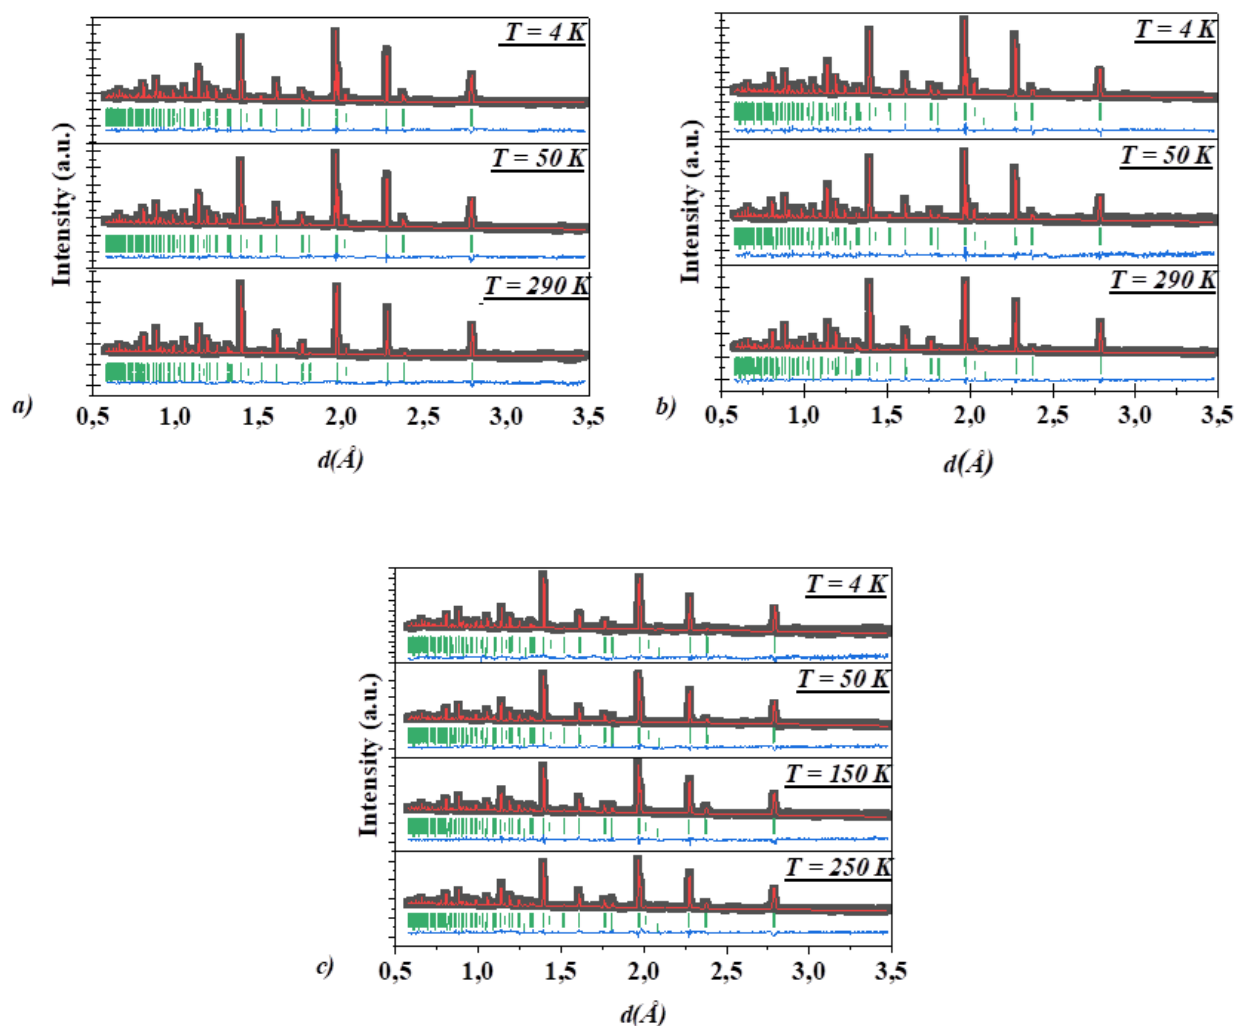 T = 4 K
T = 50 K
T = 290 K
Intensity (a.u.)
0,5 1,0 1,5 2,0 2,5 3,0 3,5
d(Å)
a)
T = 4 K
T = 50 K
T = 290 K
Intensity (a.u.)
0,5 1,0 1,5 2,0 2,5 3,0 3,5
d(Å)
b)
T = 4 K
T = 50 K
T = 150 K
T = 250 K
Intensity (a.u.)
0,5 1,0 1,5 2,0 2,5 3,0 3,5
d(Å)
c)